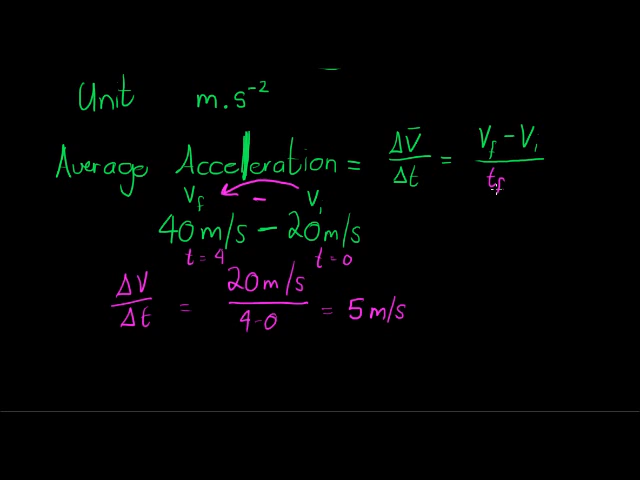 Unit m.s⁻²
Average Acceleration = ΔV̄/Δt = V_f - V_i/t_f
V_f - V_i
40 m/s - 20 m/s
t = 4 t = 0
ΔV/Δt = 20 m/s / 4-0 = 5 m/s